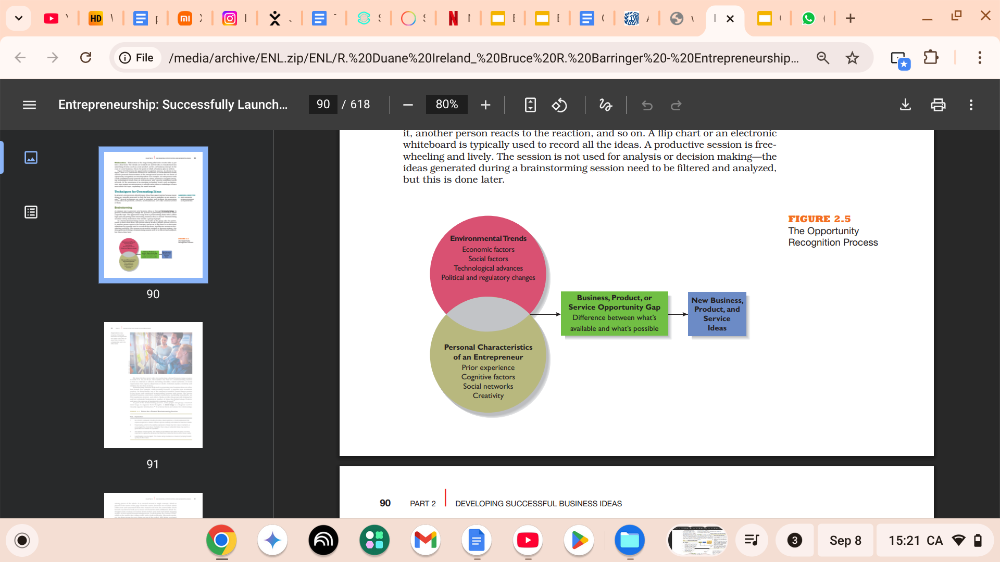 HD
File
/media/archive/ENL.zip/ENL/R.%20Duane%20Ireland_%20Bruce%20R.%20Barringer%20-%20Entrepreneurship...
Entrepreneurship: Successfully Launch...
90 / 618
80%
it, another person reacts to the reaction, and so on. A flip chart or an electronic
whiteboard is typically used to record all the ideas. A productive session is free-
wheeling and lively. The session is not used for analysis or decision making—the
ideas generated during a brainstorming session need to be filtered and analyzed,
but this is done later.
FIGURE 2.5
The Opportunity
Recognition Process
Environmental Trends
Economic factors
Social factors
Technological advances
Political and regulatory changes
Business, Product, or
Service Opportunity Gap
Difference between what's
available and what's possible
New Business,
Product, and
Service
Ideas
Personal Characteristics
of an Entrepreneur
Prior experience
Cognitive factors
Social networks
Creativity
90 PART 2 DEVELOPING SUCCESSFUL BUSINESS IDEAS
Techniques for Generating Ideas
Brainstorming
90
91
3
Sep 8
15:21 CA